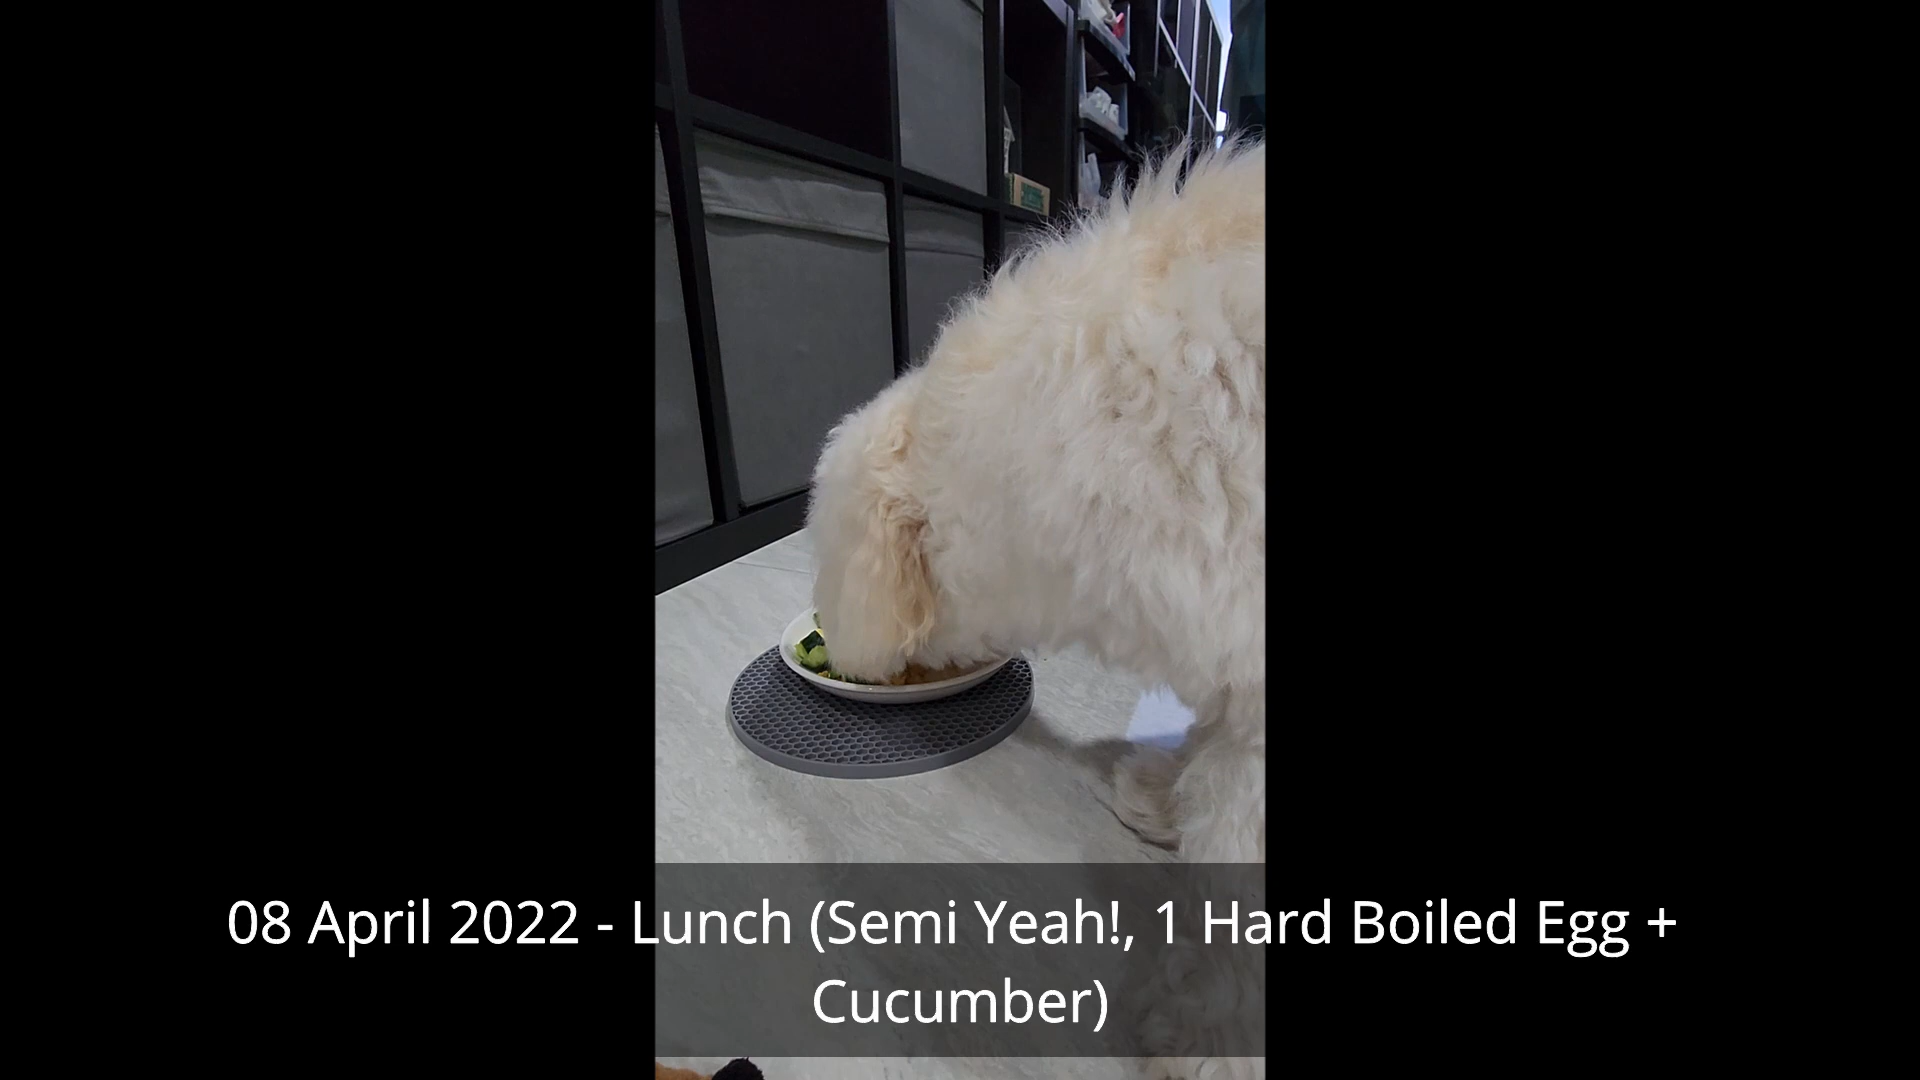 08 April 2022 - Lunch (Semi Yeah!, 1 Hard Boiled Egg +
Cucumber)